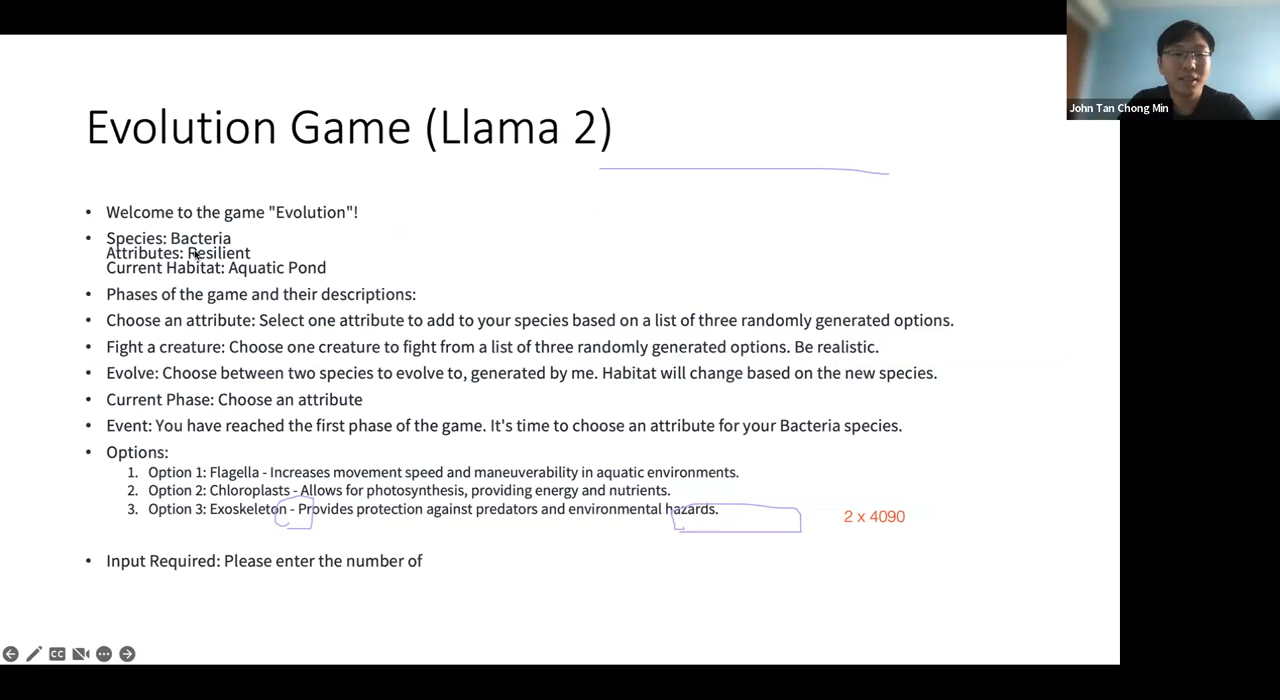 John Tan Chong Min
Evolution Game (Llama 2)
• Welcome to the game "Evolution"!
• Species: Bacteria
Attributes: Resilient
Current Habitat: Aquatic Pond
• Phases of the game and their descriptions:
• Choose an attribute: Select one attribute to add to your species based on a list of three randomly generated options.
• Fight a creature: Choose one creature to fight from a list of three randomly generated options. Be realistic.
• Evolve: Choose between two species to evolve to, generated by me. Habitat will change based on the new species.
• Current Phase: Choose an attribute
• Event: You have reached the first phase of the game. It's time to choose an attribute for your Bacteria species.
• Options:
1. Option 1: Flagella - Increases movement speed and maneuverability in aquatic environments.
2. Option 2: Chloroplasts - Allows for photosynthesis, providing energy and nutrients.
3. Option 3: Exoskeleton - Provides protection against predators and environmental hazards.
2 x 4090
• Input Required: Please enter the number of
CC